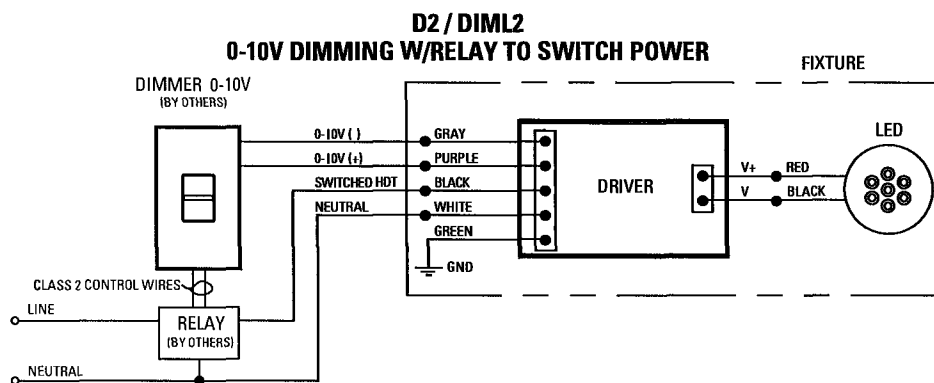 D2 / DIML2
0-10V DIMMING W/RELAY TO SWITCH POWER
FIXTURE
DIMMER 0-10V
(BY OTHERS)
LED
0-10V ( )
GRAY
0-10V (+)
PURPLE
SWITCHED HOT
BLACK
NEUTRAL
WHITE
GREEN
GND
DRIVER
V+
RED
V
BLACK
CLASS 2 CONTROL WIRES
LINE
RELAY
(BY OTHERS)
NEUTRAL